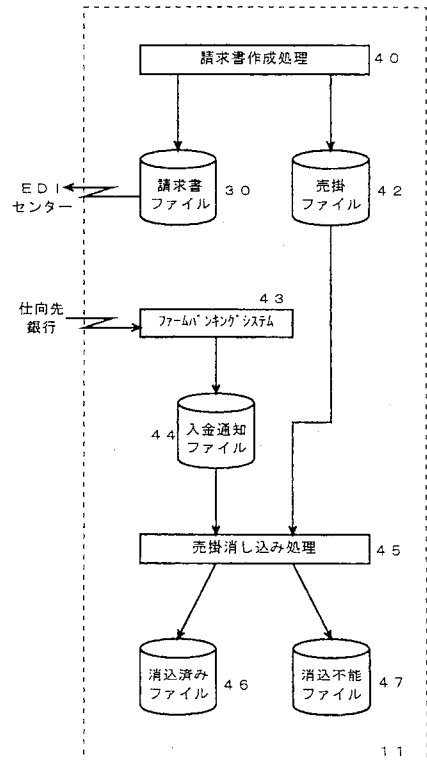 請求書作成処理
４０
請求書
ファイル
３０
売掛
ファイル
４２
ＥＤＩ
センター
４３
仕向先
銀行
ﾌｧｰﾑﾊﾞﾝｷﾝｸﾞｼｽﾃﾑ
４４
入金通知
ファイル
売掛消し込み処理
４５
消込済み
ファイル
４６
消込不能
ファイル
４７
１１